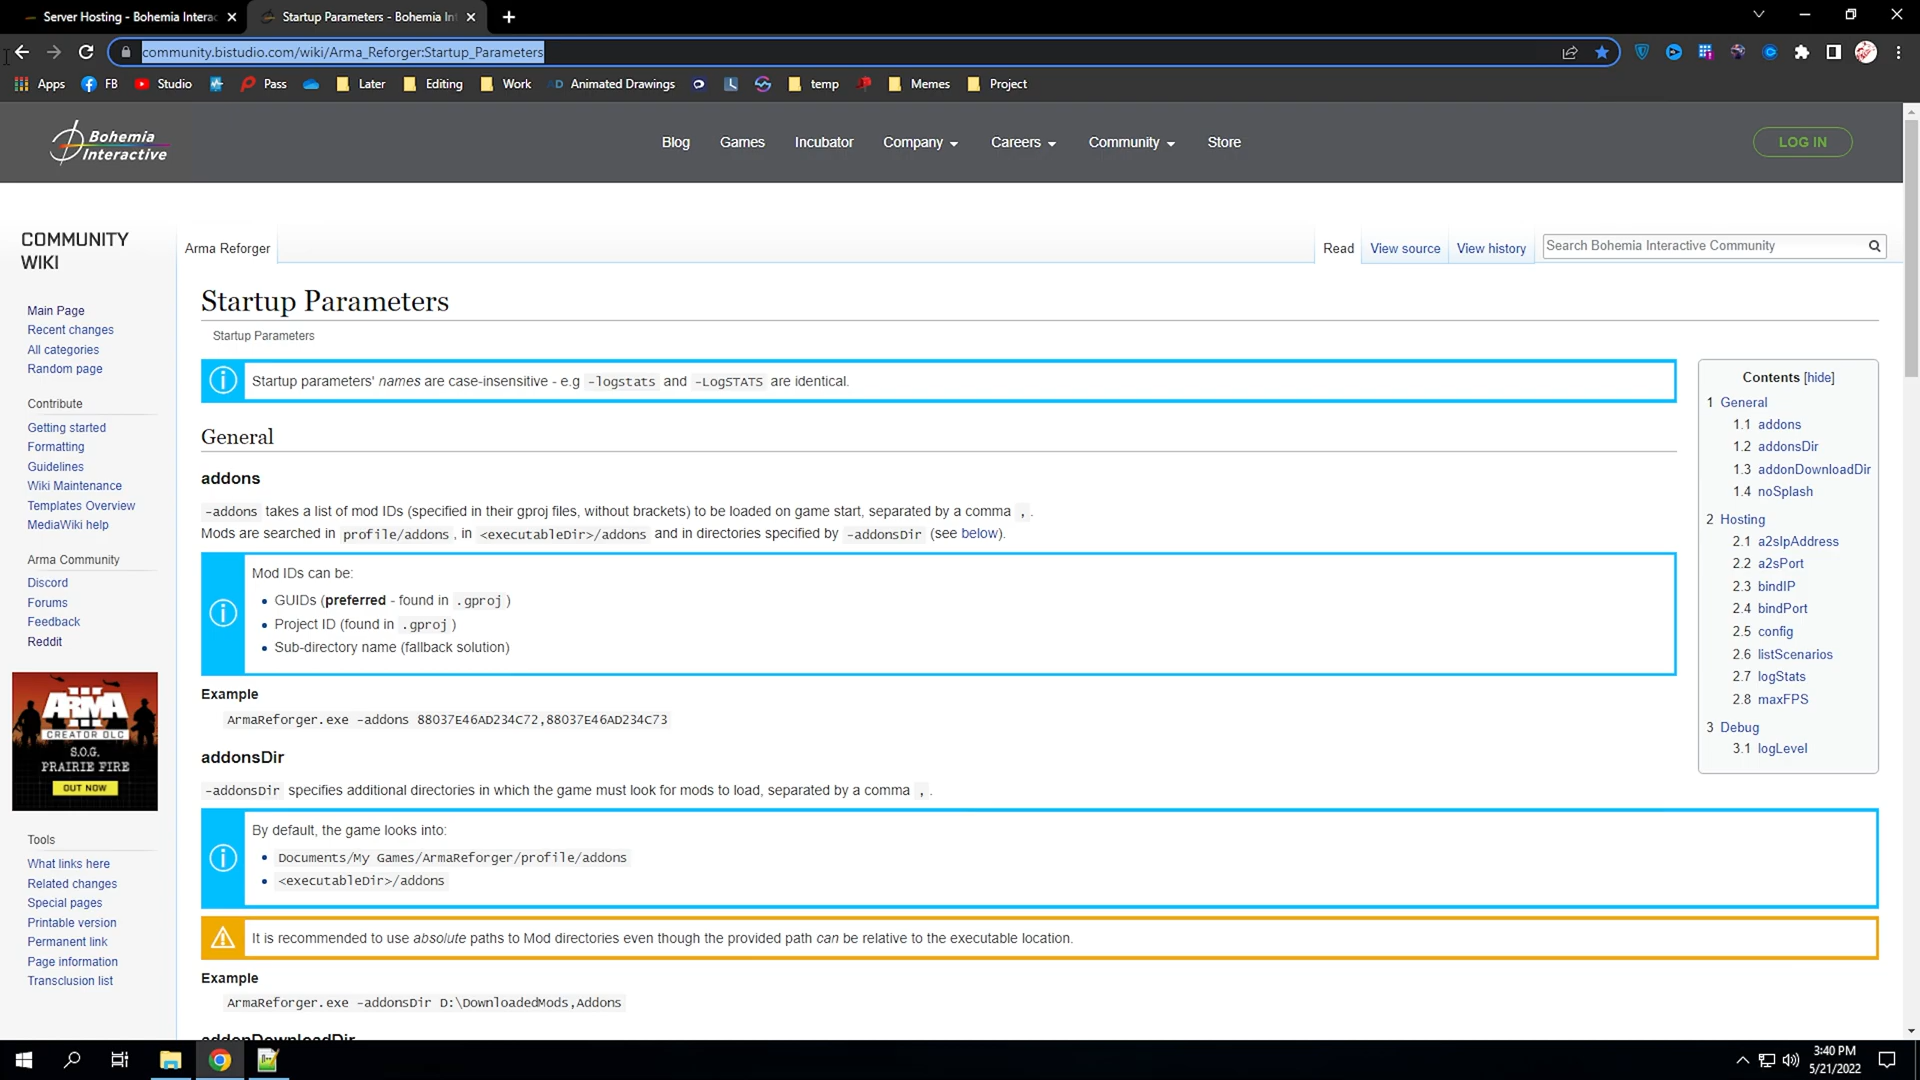 Server Hosting - Bohemia Interac
Startup Parameters - Bohemia Int
community.bistudio.com/wiki/Arma_Reforger:Startup_Parameters
Apps FB Studio Pass Later Editing Work Animated Drawings temp Memes Project
Bohemia
Interactive
Blog Games Incubator Company Careers Community Store
LOG IN
COMMUNITY
WIKI
Arma Reforger
Read View source View history
Search Bohemia Interactive Community
Main Page
Recent changes
All categories
Random page
Contribute
Getting started
Formatting
Guidelines
Wiki Maintenance
Templates Overview
MediaWiki help
Arma Community
Discord
Forums
Feedback
Reddit
ARMA
CREATOR DLC
S.O.G.
PRAIRIE FIRE
OUT NOW
Tools
What links here
Related changes
Special pages
Printable version
Permanent link
Page information
Transclusion list
Startup Parameters
Startup Parameters
Startup parameters' names are case-insensitive - e.g -logstats and -LogSTATS are identical.
General
addons
-addons takes a list of mod IDs (specified in their gproj files, without brackets) to be loaded on game start, separated by a comma , .
Mods are searched in profile/addons , in <executableDir>/addons and in directories specified by -addonsDir (see below).
Mod IDs can be:
GUIDs (preferred - found in .gproj )
Project ID (found in .gproj )
Sub-directory name (fallback solution)
Example
ArmaReforger.exe -addons 88037E46AD234C72,88037E46AD234C73
addonsDir
-addonsDir specifies additional directories in which the game must look for mods to load, separated by a comma , .
By default, the game looks into:
Documents/My Games/ArmaReforger/profile/addons
<executableDir>/addons
It is recommended to use absolute paths to Mod directories even though the provided path can be relative to the executable location.
Example
ArmaReforger.exe -addonsDir D:\DownloadedMods,Addons
addonDownloadDir
Contents [hide]
1 General
1.1 addons
1.2 addonsDir
1.3 addonDownloadDir
1.4 noSplash
2 Hosting
2.1 a2sIpAddress
2.2 a2sPort
2.3 bindIP
2.4 bindPort
2.5 config
2.6 listScenarios
2.7 logStats
2.8 maxFPS
3 Debug
3.1 logLevel
3:40 PM
5/21/2022